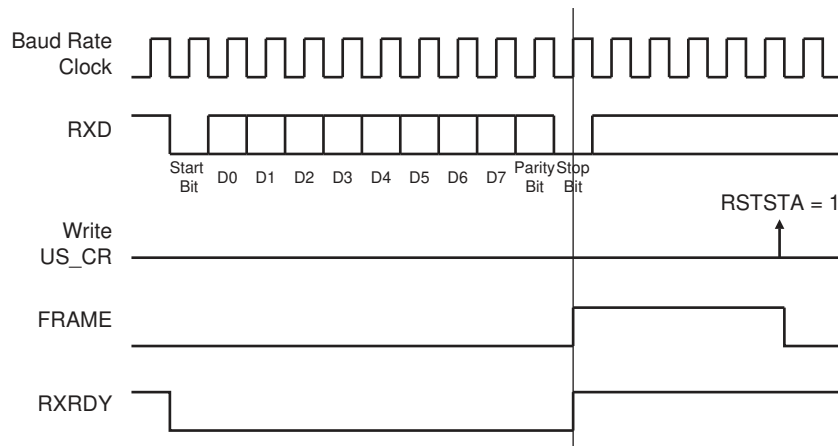 Baud Rate
Clock
RXD
Start
Bit
D0
D1
D2
D3
D4
D5
D6
D7
Parity
Bit
Stop
Bit
RSTSTA = 1
Write
US_CR
FRAME
RXRDY